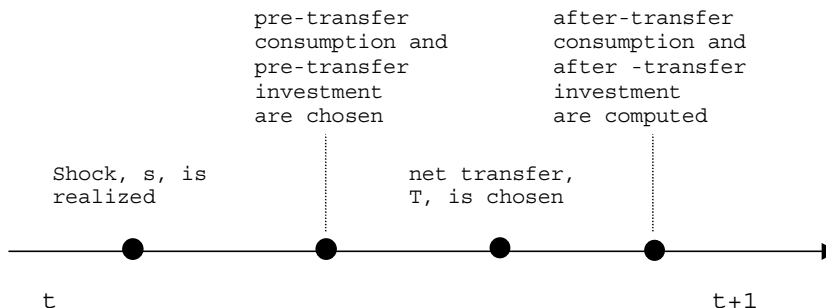 pre-transfer
consumption and
pre-transfer
investment
are chosen
after-transfer
consumption and
after -transfer
investment
are computed
Shock, s, is
realized
net transfer,
T, is chosen
t
t+1